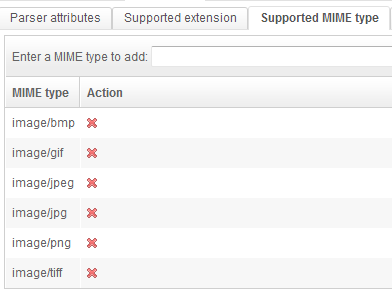 Parser attributes Supported extension Supported MIME type
Enter a MIME type to add:
MIME type Action
image/bmp
image/gif
image/jpeg
image/jpg
image/png
image/tiff